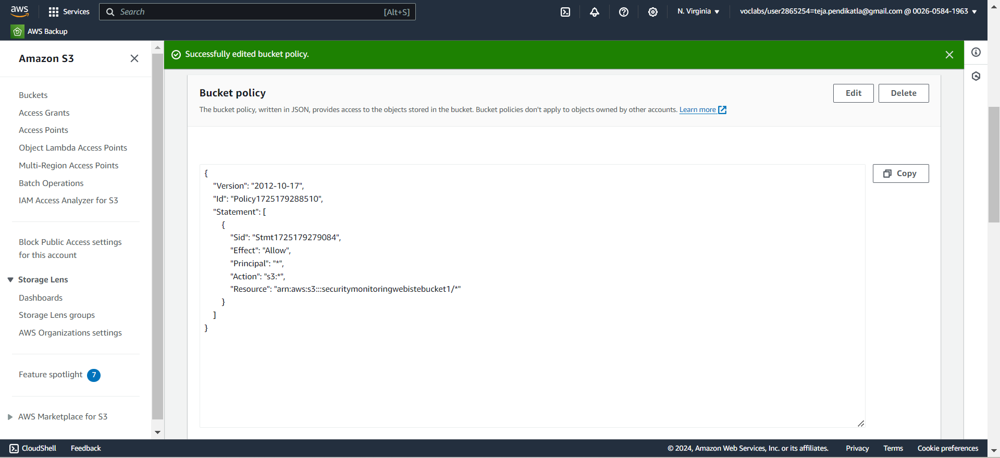 aws
Services
Search
[Alt+S]
N. Virginia
voclabs/user2865254=teja.pendikatla@gmail.com @ 0026-0584-1963
AWS Backup
Amazon S3
Buckets
Access Grants
Access Points
Object Lambda Access Points
Multi-Region Access Points
Batch Operations
IAM Access Analyzer for S3
Block Public Access settings
for this account
Storage Lens
Dashboards
Storage Lens groups
AWS Organizations settings
Feature spotlight 7
AWS Marketplace for S3
Successfully edited bucket policy.
Bucket policy
Edit
Delete
The bucket policy, written in JSON, provides access to the objects stored in the bucket. Bucket policies don't apply to objects owned by other accounts. Learn more
Copy
{
"Version": "2012-10-17",
"Id": "Policy1725179288510",
"Statement": [
{
"Sid": "Stmt1725179279084",
"Effect": "Allow",
"Principal": "*",
"Action": "s3:*",
"Resource": "arn:aws:s3:::securitymonitoringwebistebucket1/*"
}
]
}
CloudShell
Feedback
© 2024, Amazon Web Services, Inc. or its affiliates.
Privacy
Terms
Cookie preferences